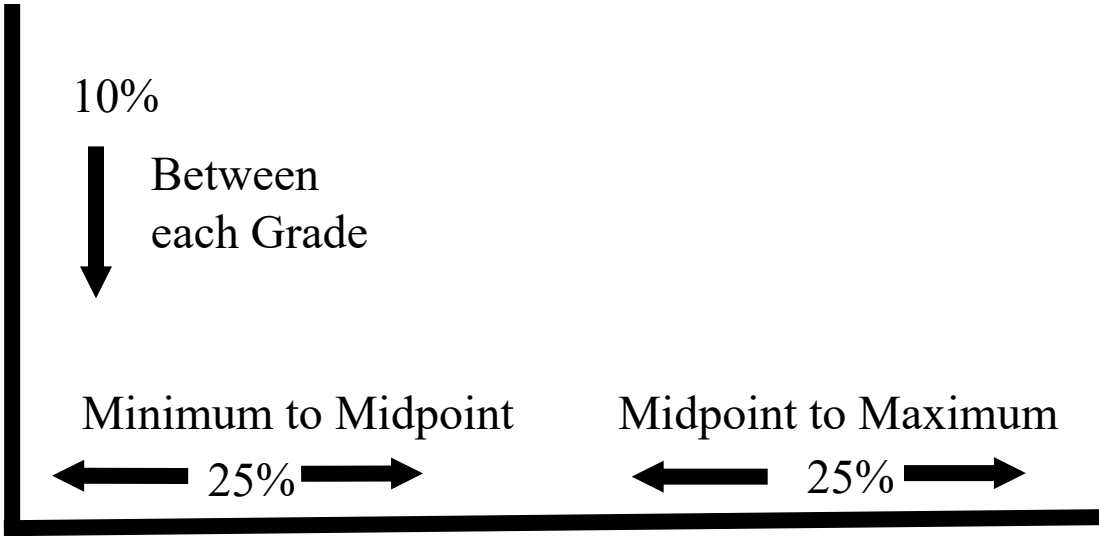 10%
Between
each Grade
Minimum to Midpoint
Midpoint to Maximum
25%
25%